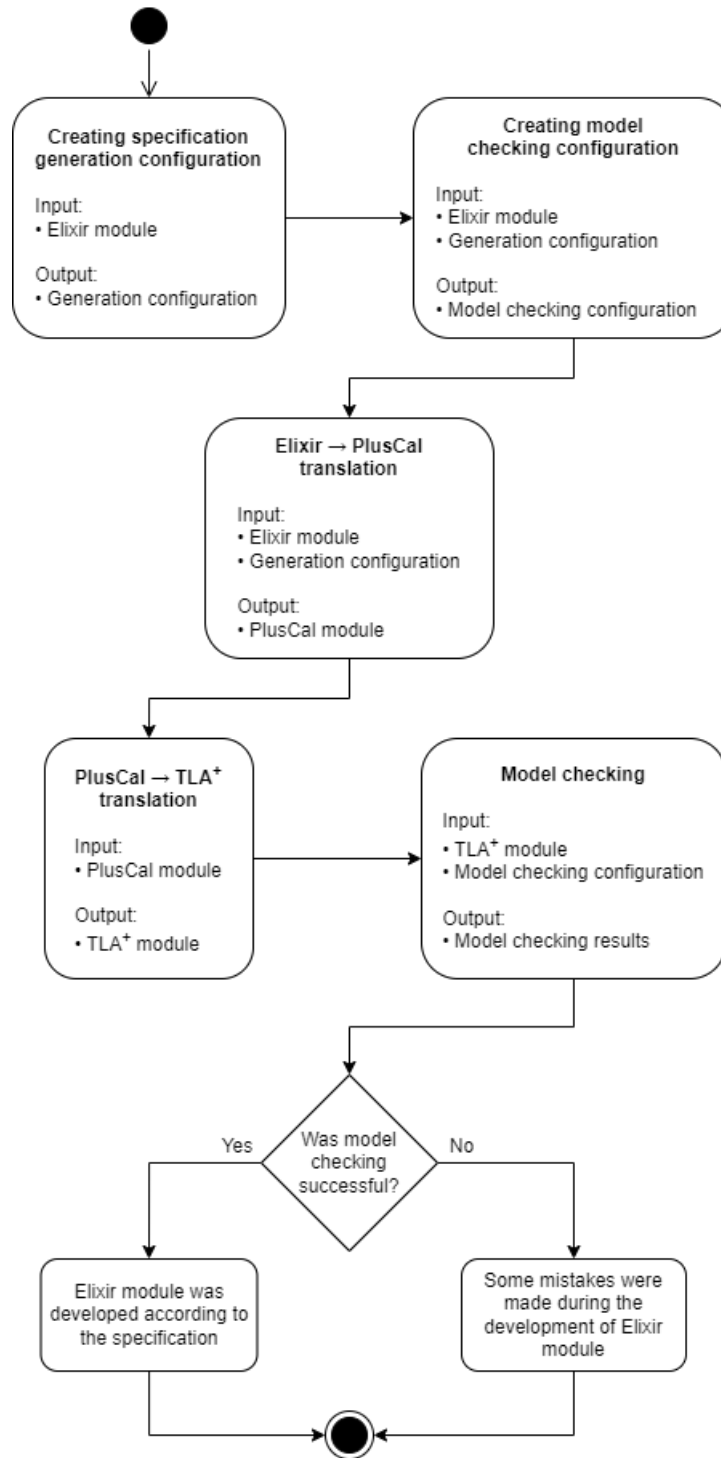 Creating specification
generation configuration
Input:
• Elixir module
Output:
• Generation configuration
Creating model
checking configuration
Input:
• Elixir module
• Generation configuration
Output:
• Model checking configuration
Elixir → PlusCal
translation
Input:
• Elixir module
• Generation configuration
Output:
• PlusCal module
PlusCal → TLA⁺
translation
Input:
• PlusCal module
Output:
• TLA⁺ module
Model checking
Input:
• TLA⁺ module
• Model checking configuration
Output:
• Model checking results
Was model
checking
successful?
Yes
No
Elixir module was
developed according to
the specification
Some mistakes were
made during the
development of Elixir
module